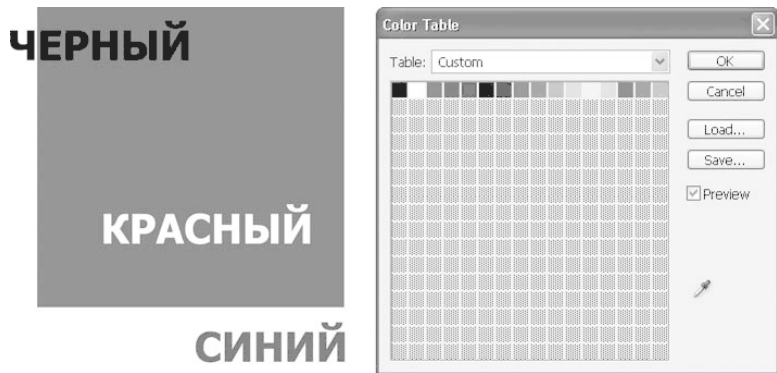 ЧЕРНЫЙ
КРАСНЫЙ
СИНИЙ
Color Table
Table: Custom
OK
Cancel
Load...
Save...
Preview